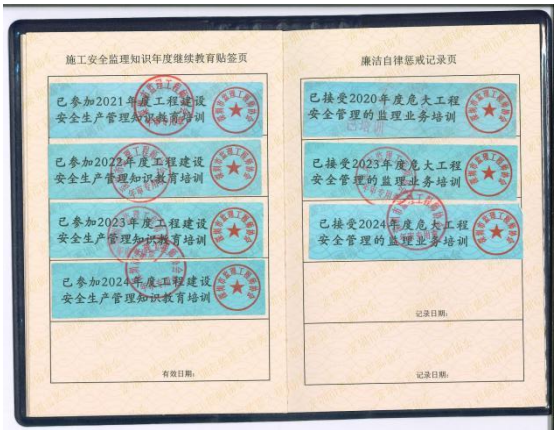 施工安全监理知识年度继续教育贴签页
已参加2021年度工程建设
安全生产管理知识教育培训
已参加2022年度工程建设
安全生产管理知识教育培训
已参加2023年度工程建设
安全生产管理知识教育培训
已参加2024年度工程建设
安全生产管理知识教育培训
有效日期:
廉洁自律惩戒记录页
已接受2020年度危大工程
安全管理的监理业务培训
已接受2023年度危大工程
安全管理的监理业务培训
已接受2024年度危大工程
安全管理的监理业务培训
记录日期:
记录日期: